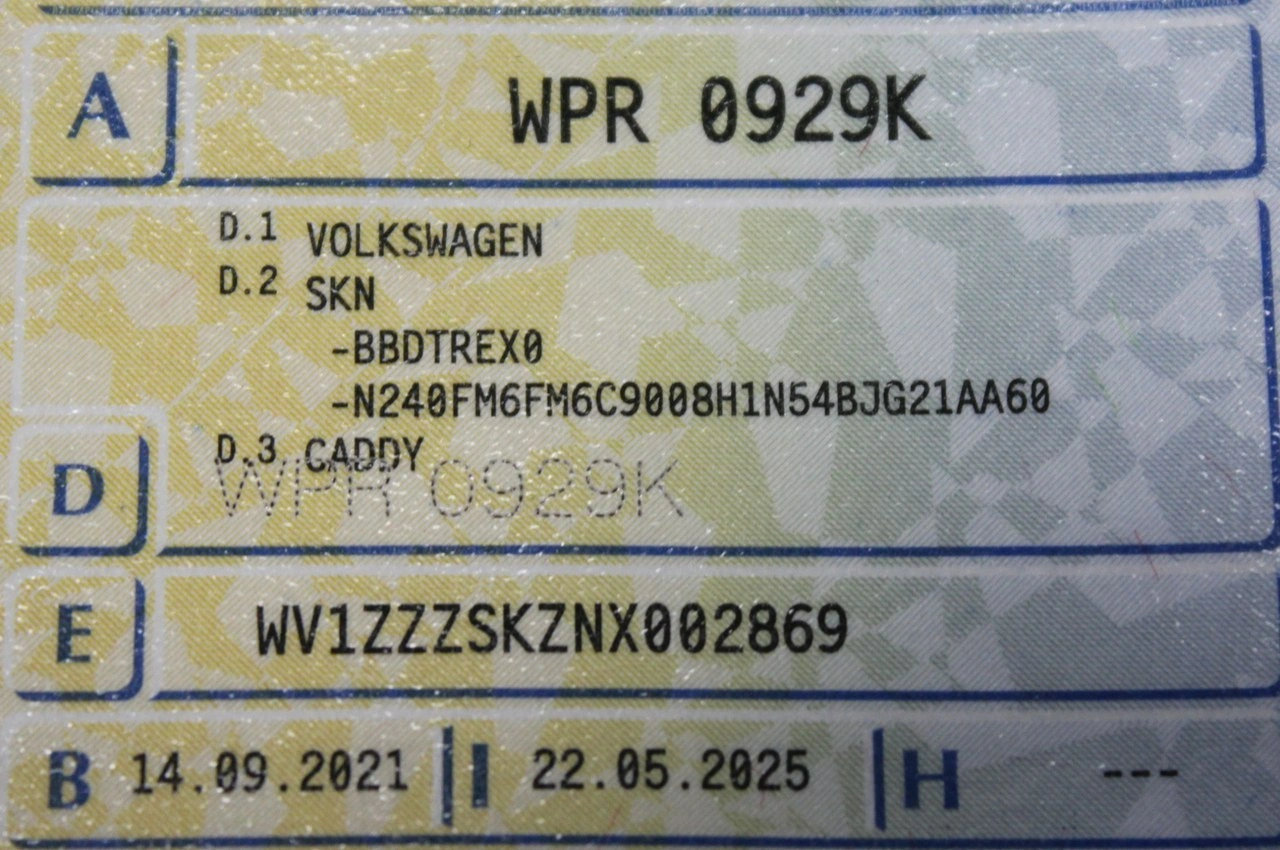 A WPR 0929K
D.1 VOLKSWAGEN
D.2 SKN
-BBDTREX0
-N240FM6FM6C9008H1N54BJG21AA60
D.3 CADDY
D WPR 0929K
E WV1ZZZSKZNX002869
B 14.09.2021 I 22.05.2025 H ---